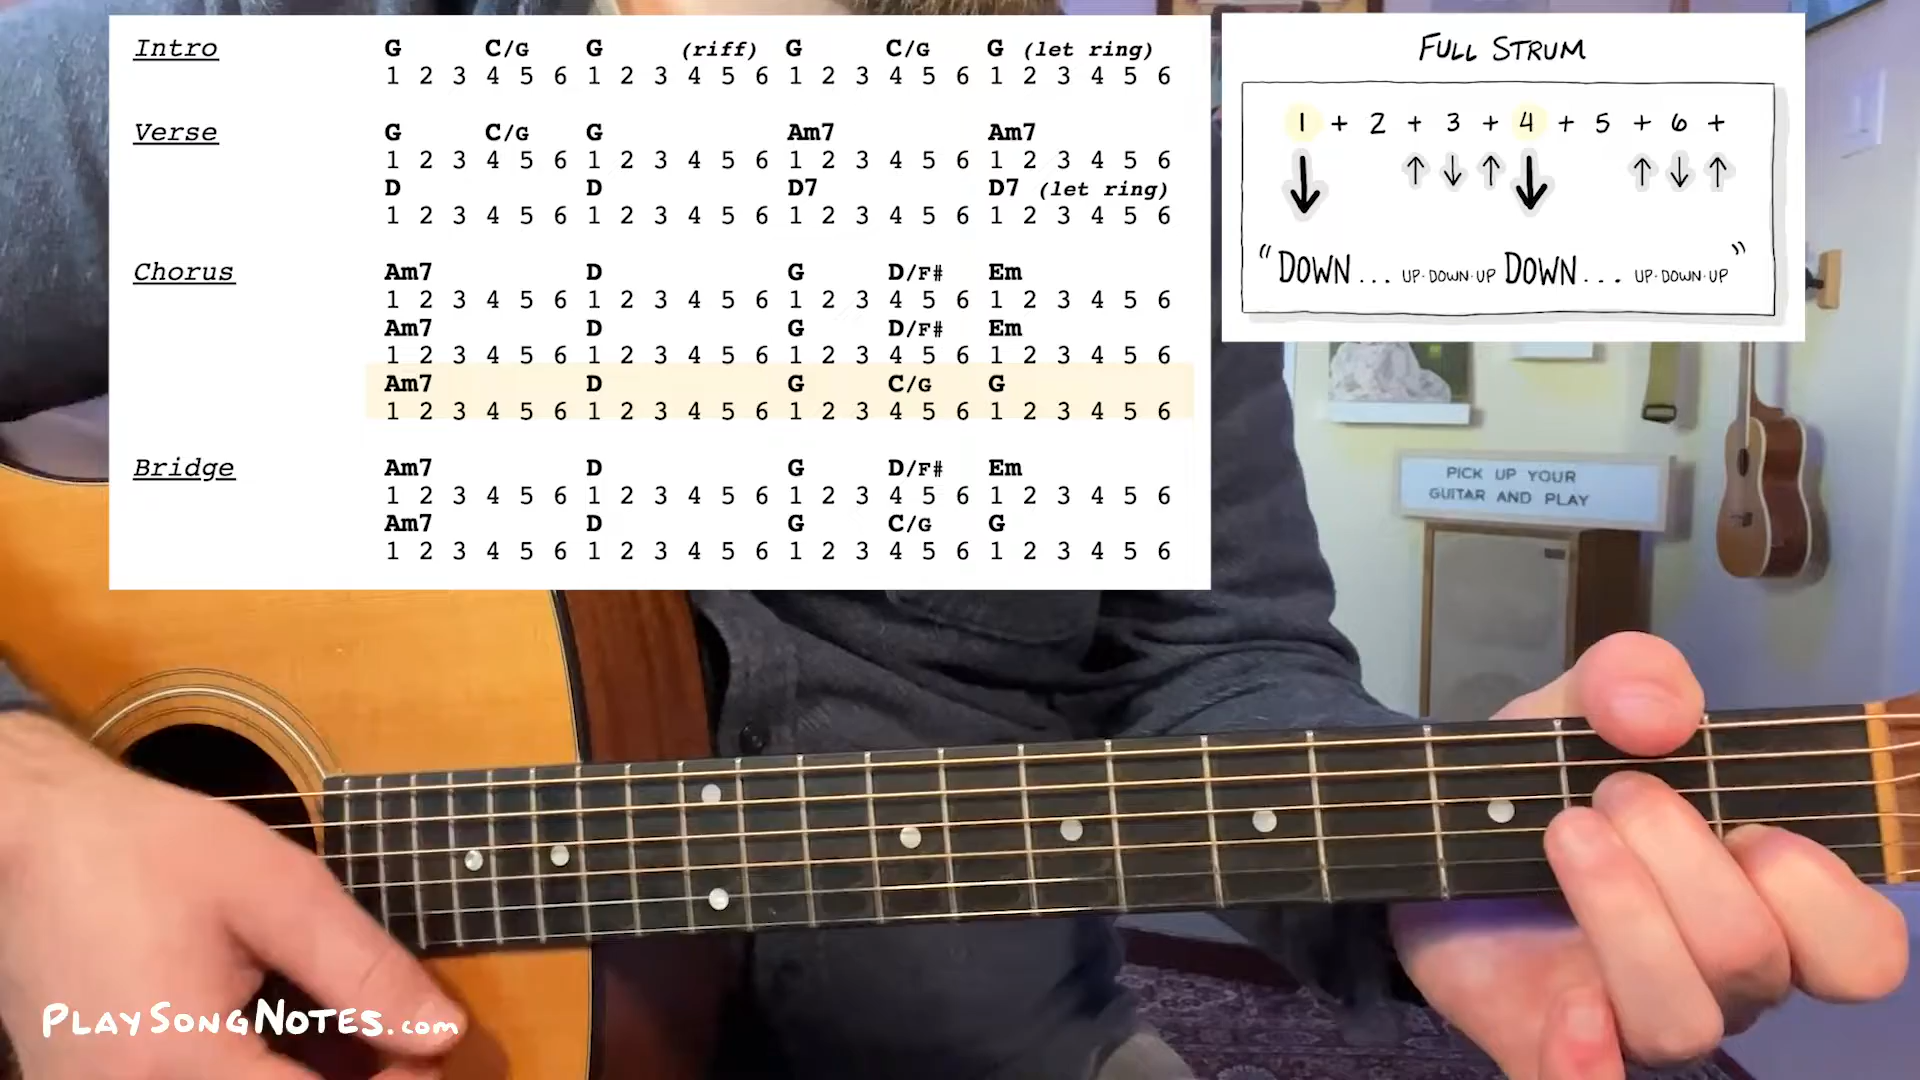 Intro G C/G G (riff) G C/G G (let ring)
1 2 3 4 5 6 1 2 3 4 5 6 1 2 3 4 5 6 1 2 3 4 5 6
Verse G C/G G Am7 Am7
1 2 3 4 5 6 1 2 3 4 5 6 1 2 3 4 5 6 1 2 3 4 5 6
D D D7 D7 (let ring)
1 2 3 4 5 6 1 2 3 4 5 6 1 2 3 4 5 6 1 2 3 4 5 6
Chorus Am7 D G D/F# Em
1 2 3 4 5 6 1 2 3 4 5 6 1 2 3 4 5 6 1 2 3 4 5 6
Am7 D G D/F# Em
1 2 3 4 5 6 1 2 3 4 5 6 1 2 3 4 5 6 1 2 3 4 5 6
Am7 D G C/G G
1 2 3 4 5 6 1 2 3 4 5 6 1 2 3 4 5 6 1 2 3 4 5 6
Bridge Am7 D G D/F# Em
1 2 3 4 5 6 1 2 3 4 5 6 1 2 3 4 5 6 1 2 3 4 5 6
Am7 D G C/G G
1 2 3 4 5 6 1 2 3 4 5 6 1 2 3 4 5 6 1 2 3 4 5 6
FULL STRUM
1 + 2 + 3 + 4 + 5 + 6 +
↓ ↑ ↓ ↑ ↓ ↑ ↓ ↑
"DOWN... UP·DOWN·UP DOWN... UP·DOWN·UP"
PICK UP YOUR
GUITAR AND PLAY
PLAYSONGNOTES.com